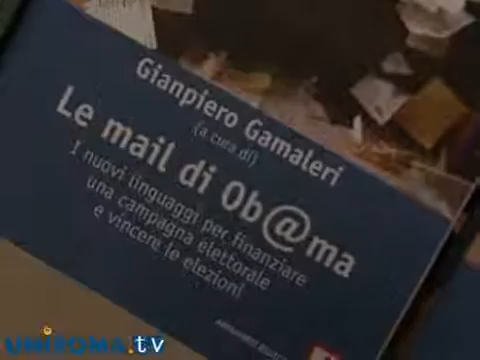 Gianpiero Gamaleri
(a cura di)
Le mail di Ob@ma
I nuovi linguaggi per finanziare
una campagna elettorale
e vincere le elezioni
UNIROMA.tv